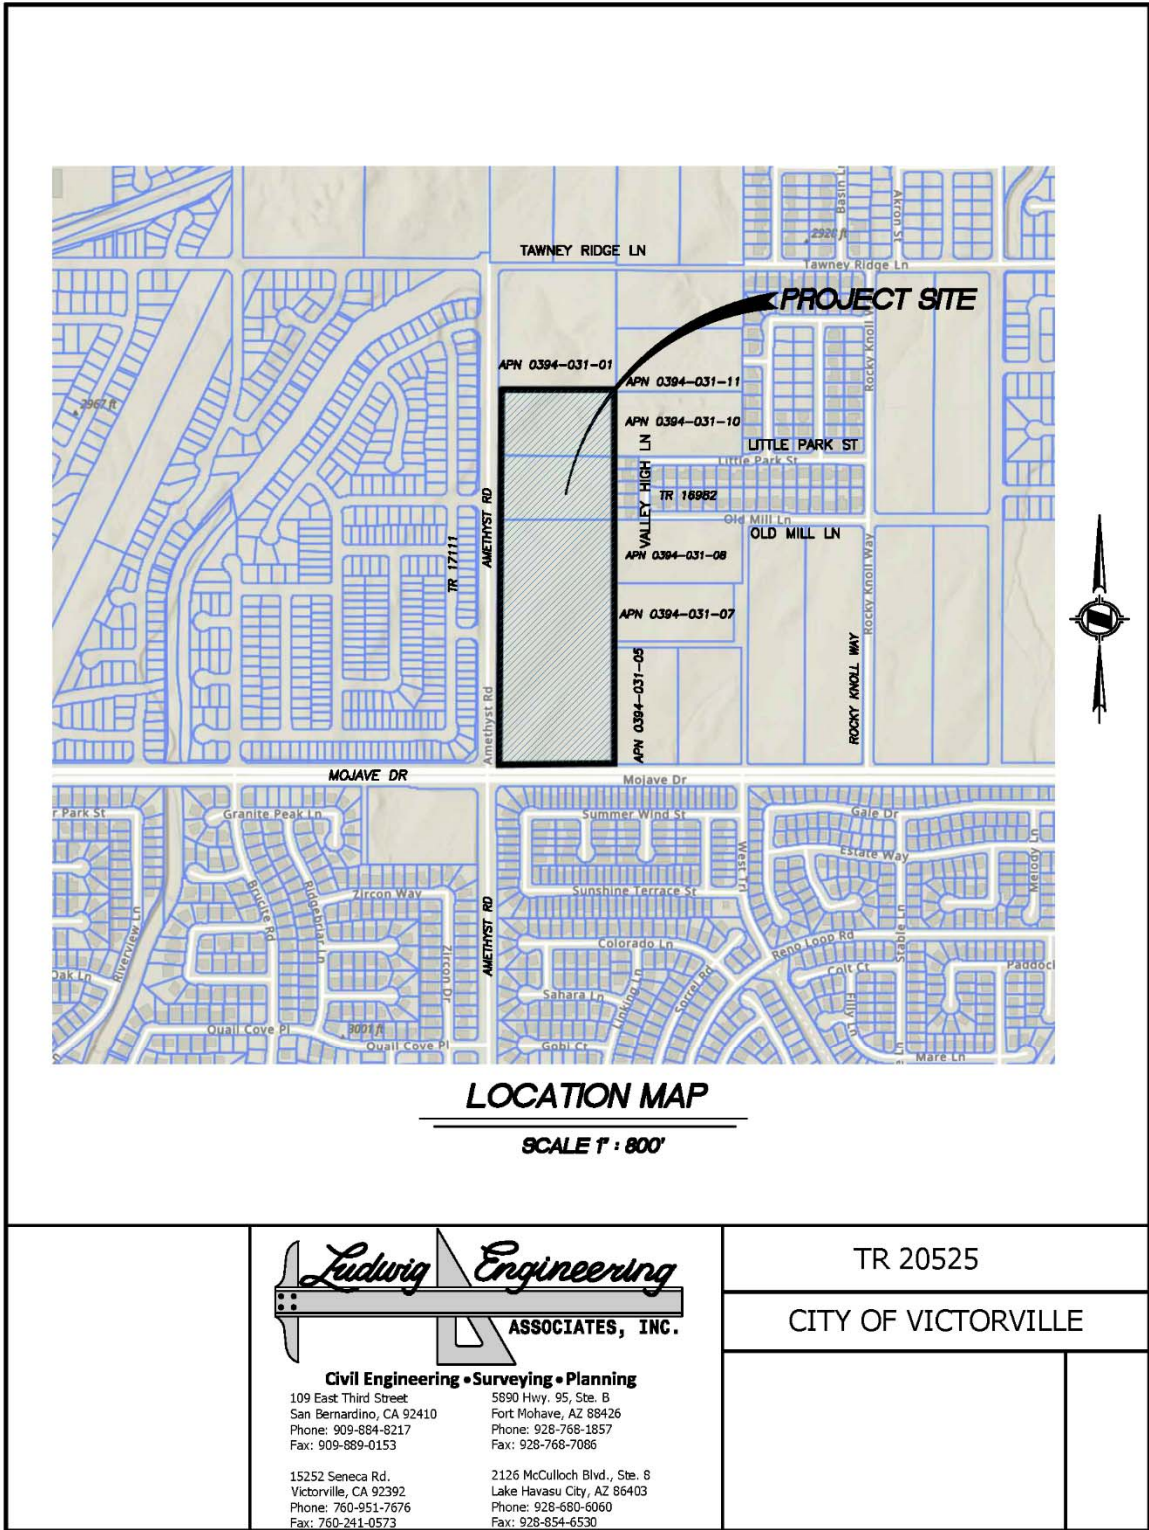 Basin Ln
Akron St
2928 ft
TAWNEY RIDGE LN
Tawney Ridge Ln
PROJECT SITE
Rocky Knoll Way
APN 0394-031-01
APN 0394-031-11
2967 ft
APN 0394-031-10
LITTLE PARK ST
Little Park St
VALLEY HIGH LN
TR 16982
AMETHYST RD
Old Mill Ln
OLD MILL LN
TR 17111
APN 0394-031-08
Rocky Knoll Way
APN 0394-031-07
APN 0394-031-05
ROCKY KNOLL WAY
Amethyst Rd
MOJAVE DR
Mojave Dr
r Park St
Granite Peak Ln
Summer Wind St
Gale Dr
Estate Way
Melody Ln
West Trl
Brucite Rd
Ridgebriar Ln
Zircon Way
Sunshine Terrace St
Riverview Ln
AMETHYST RD
Stable Ln
Colorado Ln
Reno Loop Rd
Zircon Dr
Oak Ln
Colt Ct
Paddoc
Linking Ln
Sorrel Rd
Sahara Ln
Filly Ln
Quail Cove Pl
3001 ft
Quail Cove Pl
Gobi Ct
Mare Ln
LOCATION MAP
SCALE 1" : 800'
Ludwig Engineering
ASSOCIATES, INC.
Civil Engineering • Surveying • Planning
109 East Third Street
San Bernardino, CA 92410
Phone: 909-884-8217
Fax: 909-889-0153
5890 Hwy. 95, Ste. B
Fort Mohave, AZ 88426
Phone: 928-768-1857
Fax: 928-768-7086
15252 Seneca Rd.
Victorville, CA 92392
Phone: 760-951-7676
Fax: 760-241-0573
2126 McCulloch Blvd., Ste. 8
Lake Havasu City, AZ 86403
Phone: 928-680-6060
Fax: 928-854-6530
TR 20525
CITY OF VICTORVILLE